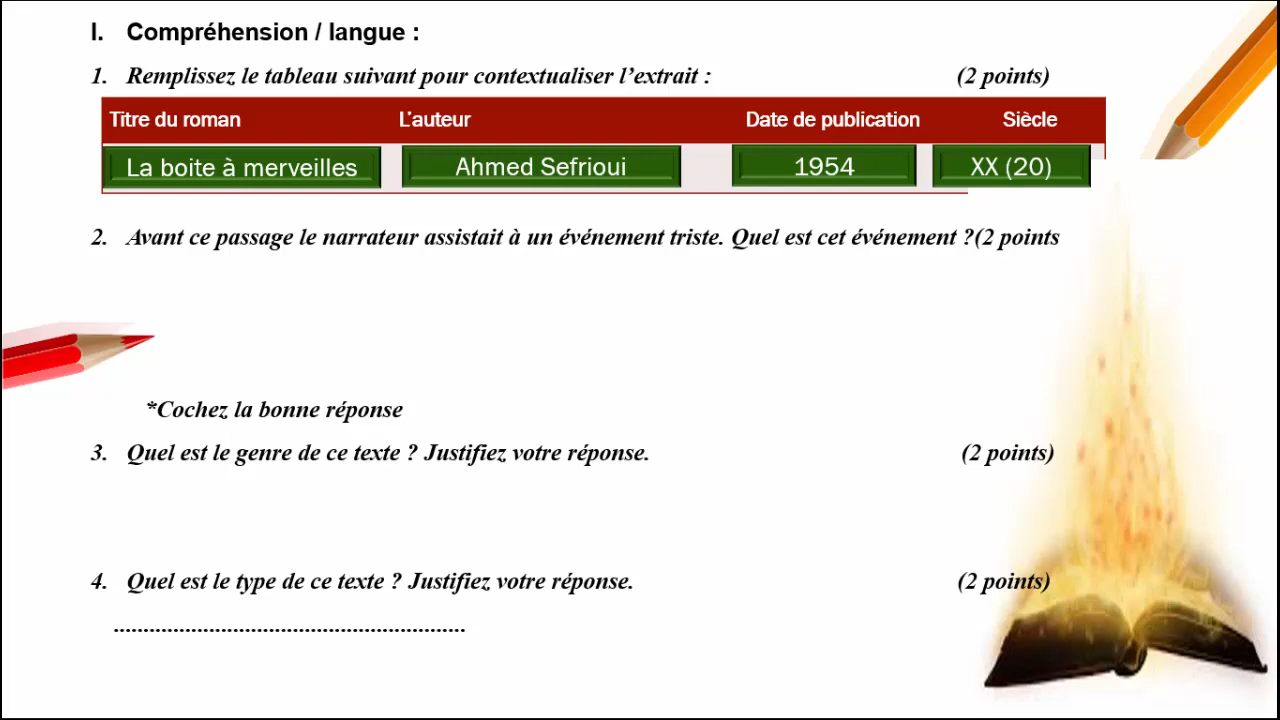 I. Compréhension / langue :
1. Remplissez le tableau suivant pour contextualiser l’extrait : (2 points)
Titre du roman L’auteur Date de publication Siècle
La boite à merveilles Ahmed Sefrioui 1954 XX (20)
2. Avant ce passage le narrateur assistait à un événement triste. Quel est cet événement ?(2 points
*Cochez la bonne réponse
3. Quel est le genre de ce texte ? Justifiez votre réponse. (2 points)
4. Quel est le type de ce texte ? Justifiez votre réponse. (2 points)
............................................................